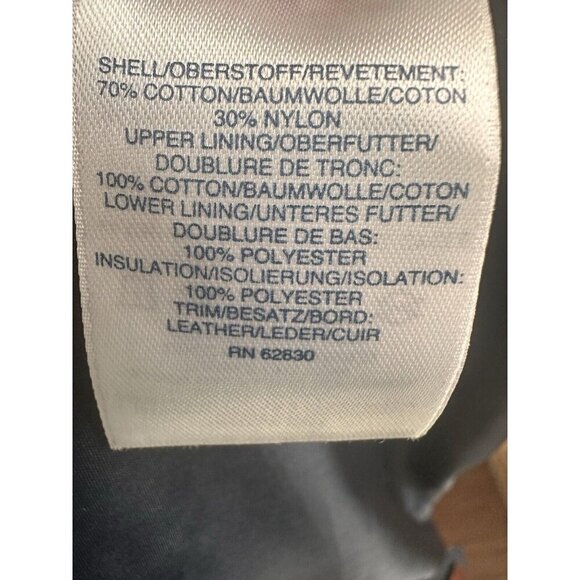 SHELL/OBERSTOFF/REVETEMENT:
70% COTTON/BAUMWOLLE/COTON
30% NYLON
UPPER LINING/OBERFUTTER/
DOUBLURE DE TRONC:
100% COTTON/BAUMWOLLE/COTON
LOWER LINING/UNTERES FUTTER/
DOUBLURE DE BAS:
100% POLYESTER
INSULATION/ISOLIERUNG/ISOLATION:
100% POLYESTER
TRIM/BESATZ/BORD:
LEATHER/LEDER/CUIR
RN 62830